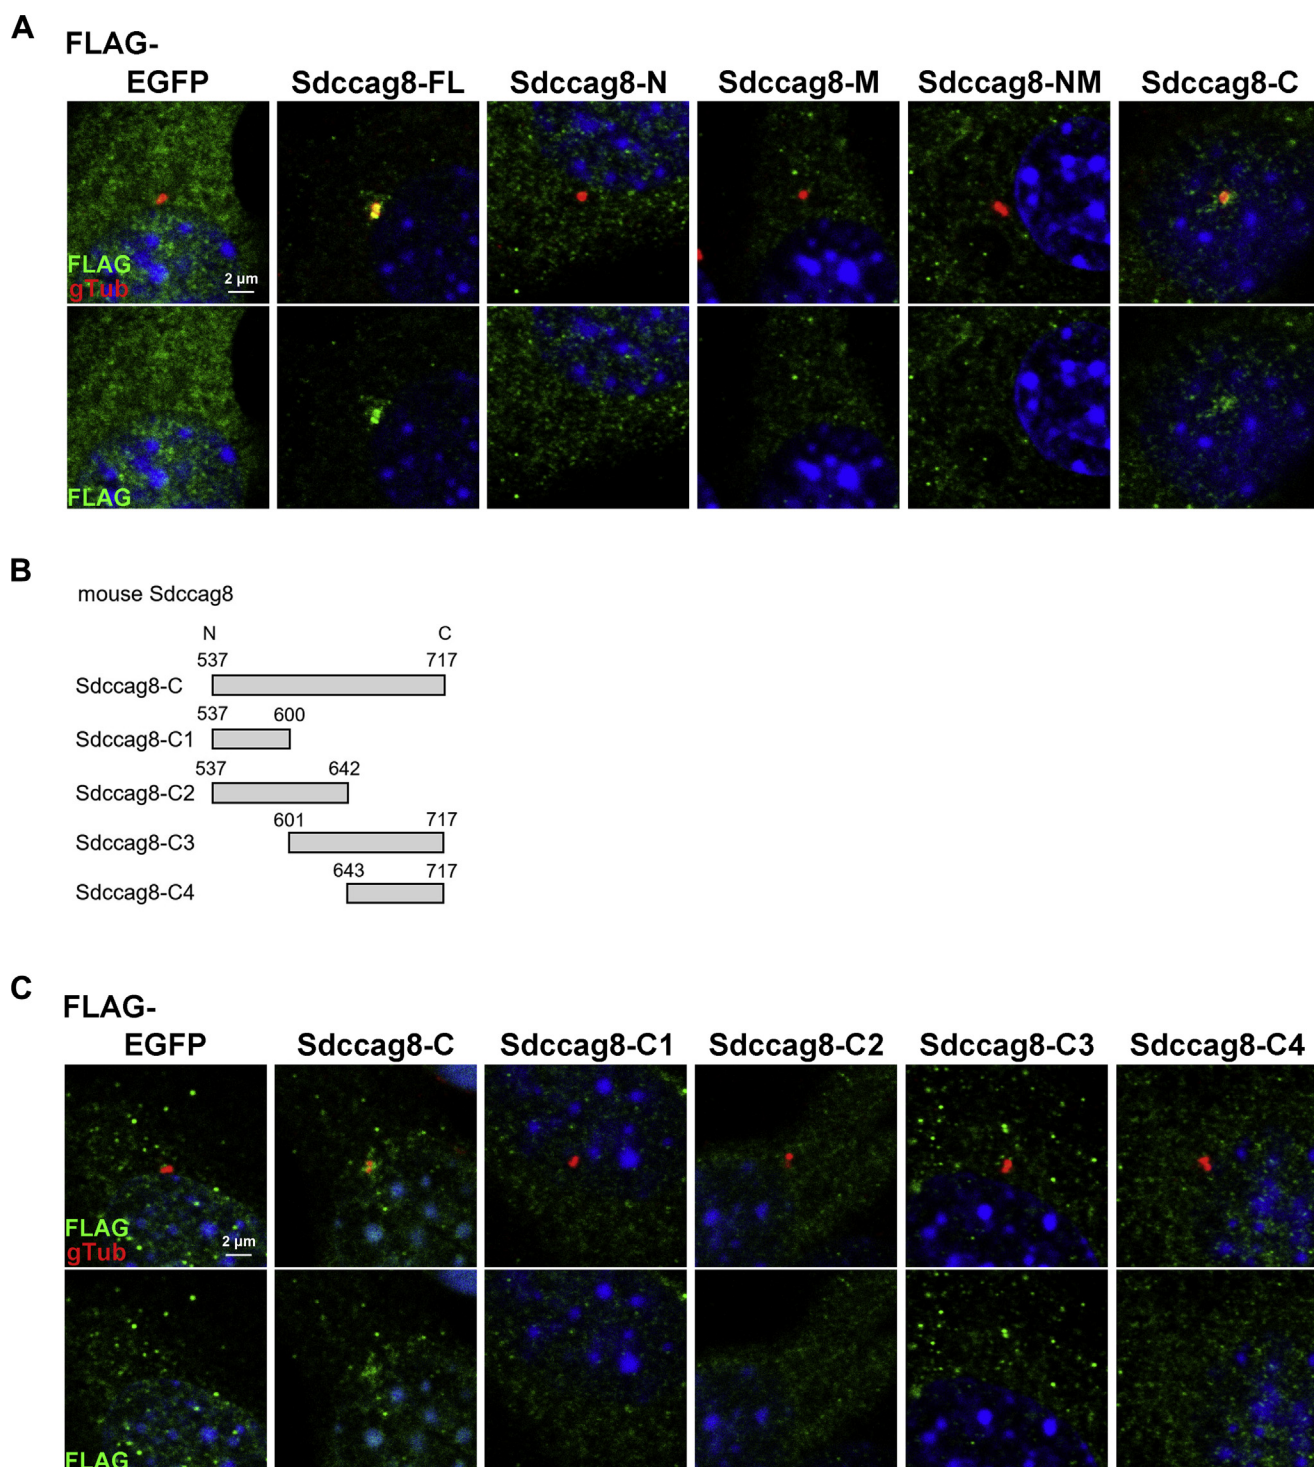 A
FLAG-
EGFP Sdccag8-FL Sdccag8-N Sdccag8-M Sdccag8-NM Sdccag8-C
FLAG
gTub
2 µm
FLAG
B
mouse Sdccag8
N C
537 717
Sdccag8-C
537 600
Sdccag8-C1
537 642
Sdccag8-C2
601 717
Sdccag8-C3
643 717
Sdccag8-C4
C
FLAG-
EGFP Sdccag8-C Sdccag8-C1 Sdccag8-C2 Sdccag8-C3 Sdccag8-C4
FLAG
gTub
2 µm
FLAG